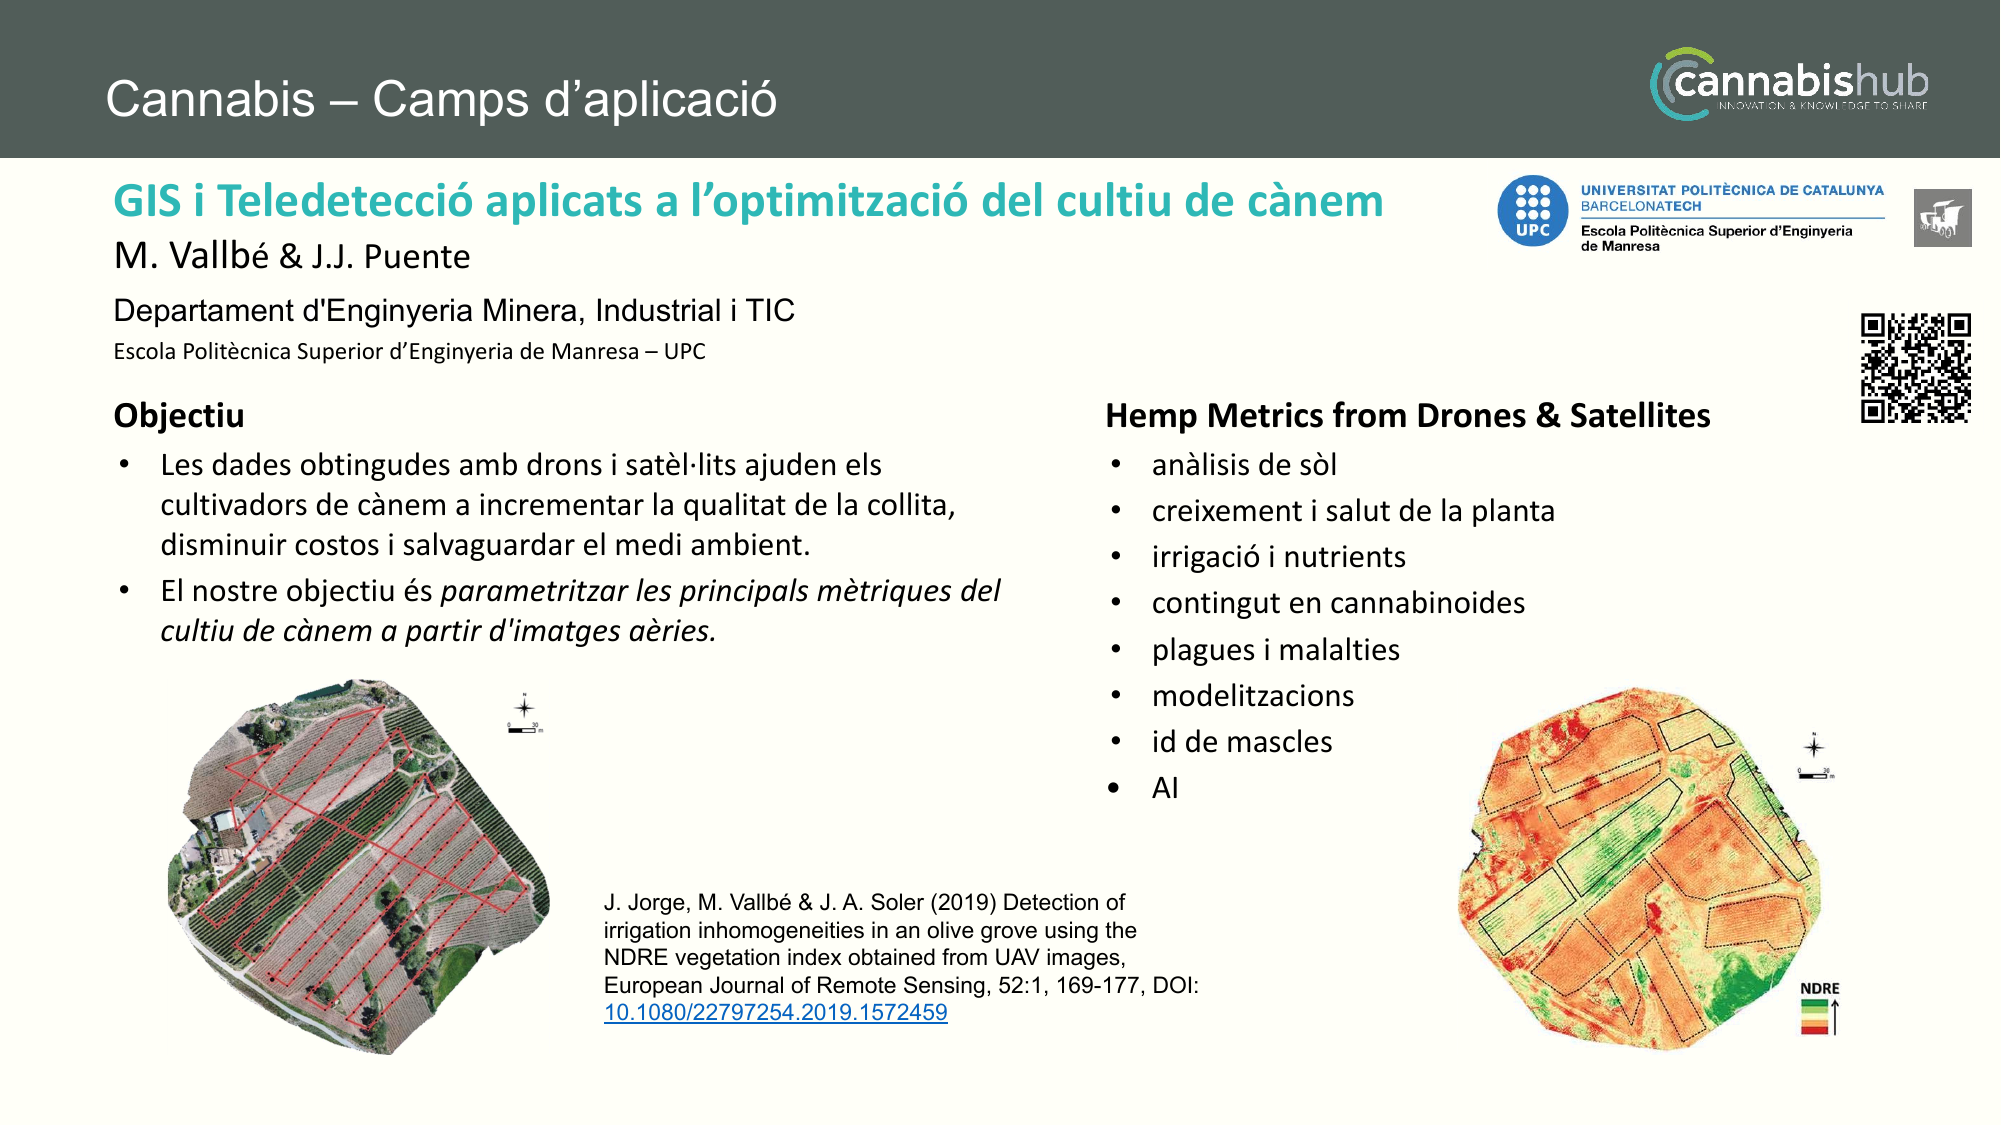 Cannabis – Camps d’aplicació
cannabishub
INNOVATION & KNOWLEDGE TO SHARE
GIS i Teledetecció aplicats a l’optimització del cultiu de cànem
M. Vallbé & J.J. Puente
Departament d'Enginyeria Minera, Industrial i TIC
Escola Politècnica Superior d’Enginyeria de Manresa – UPC
UPC
UNIVERSITAT POLITÈCNICA DE CATALUNYA
BARCELONATECH
Escola Politècnica Superior d’Enginyeria
de Manresa
Objectiu
• Les dades obtingudes amb drons i satèl·lits ajuden els
cultivadors de cànem a incrementar la qualitat de la collita,
disminuir costos i salvaguardar el medi ambient.
• El nostre objectiu és parametritzar les principals mètriques del
cultiu de cànem a partir d'imatges aèries.
Hemp Metrics from Drones & Satellites
• anàlisis de sòl
• creixement i salut de la planta
• irrigació i nutrients
• contingut en cannabinoides
• plagues i malalties
• modelitzacions
• id de mascles
• AI
N
0 30 m
J. Jorge, M. Vallbé & J. A. Soler (2019) Detection of
irrigation inhomogeneities in an olive grove using the
NDRE vegetation index obtained from UAV images,
European Journal of Remote Sensing, 52:1, 169-177, DOI:
10.1080/22797254.2019.1572459
N
0 30 m
NDRE